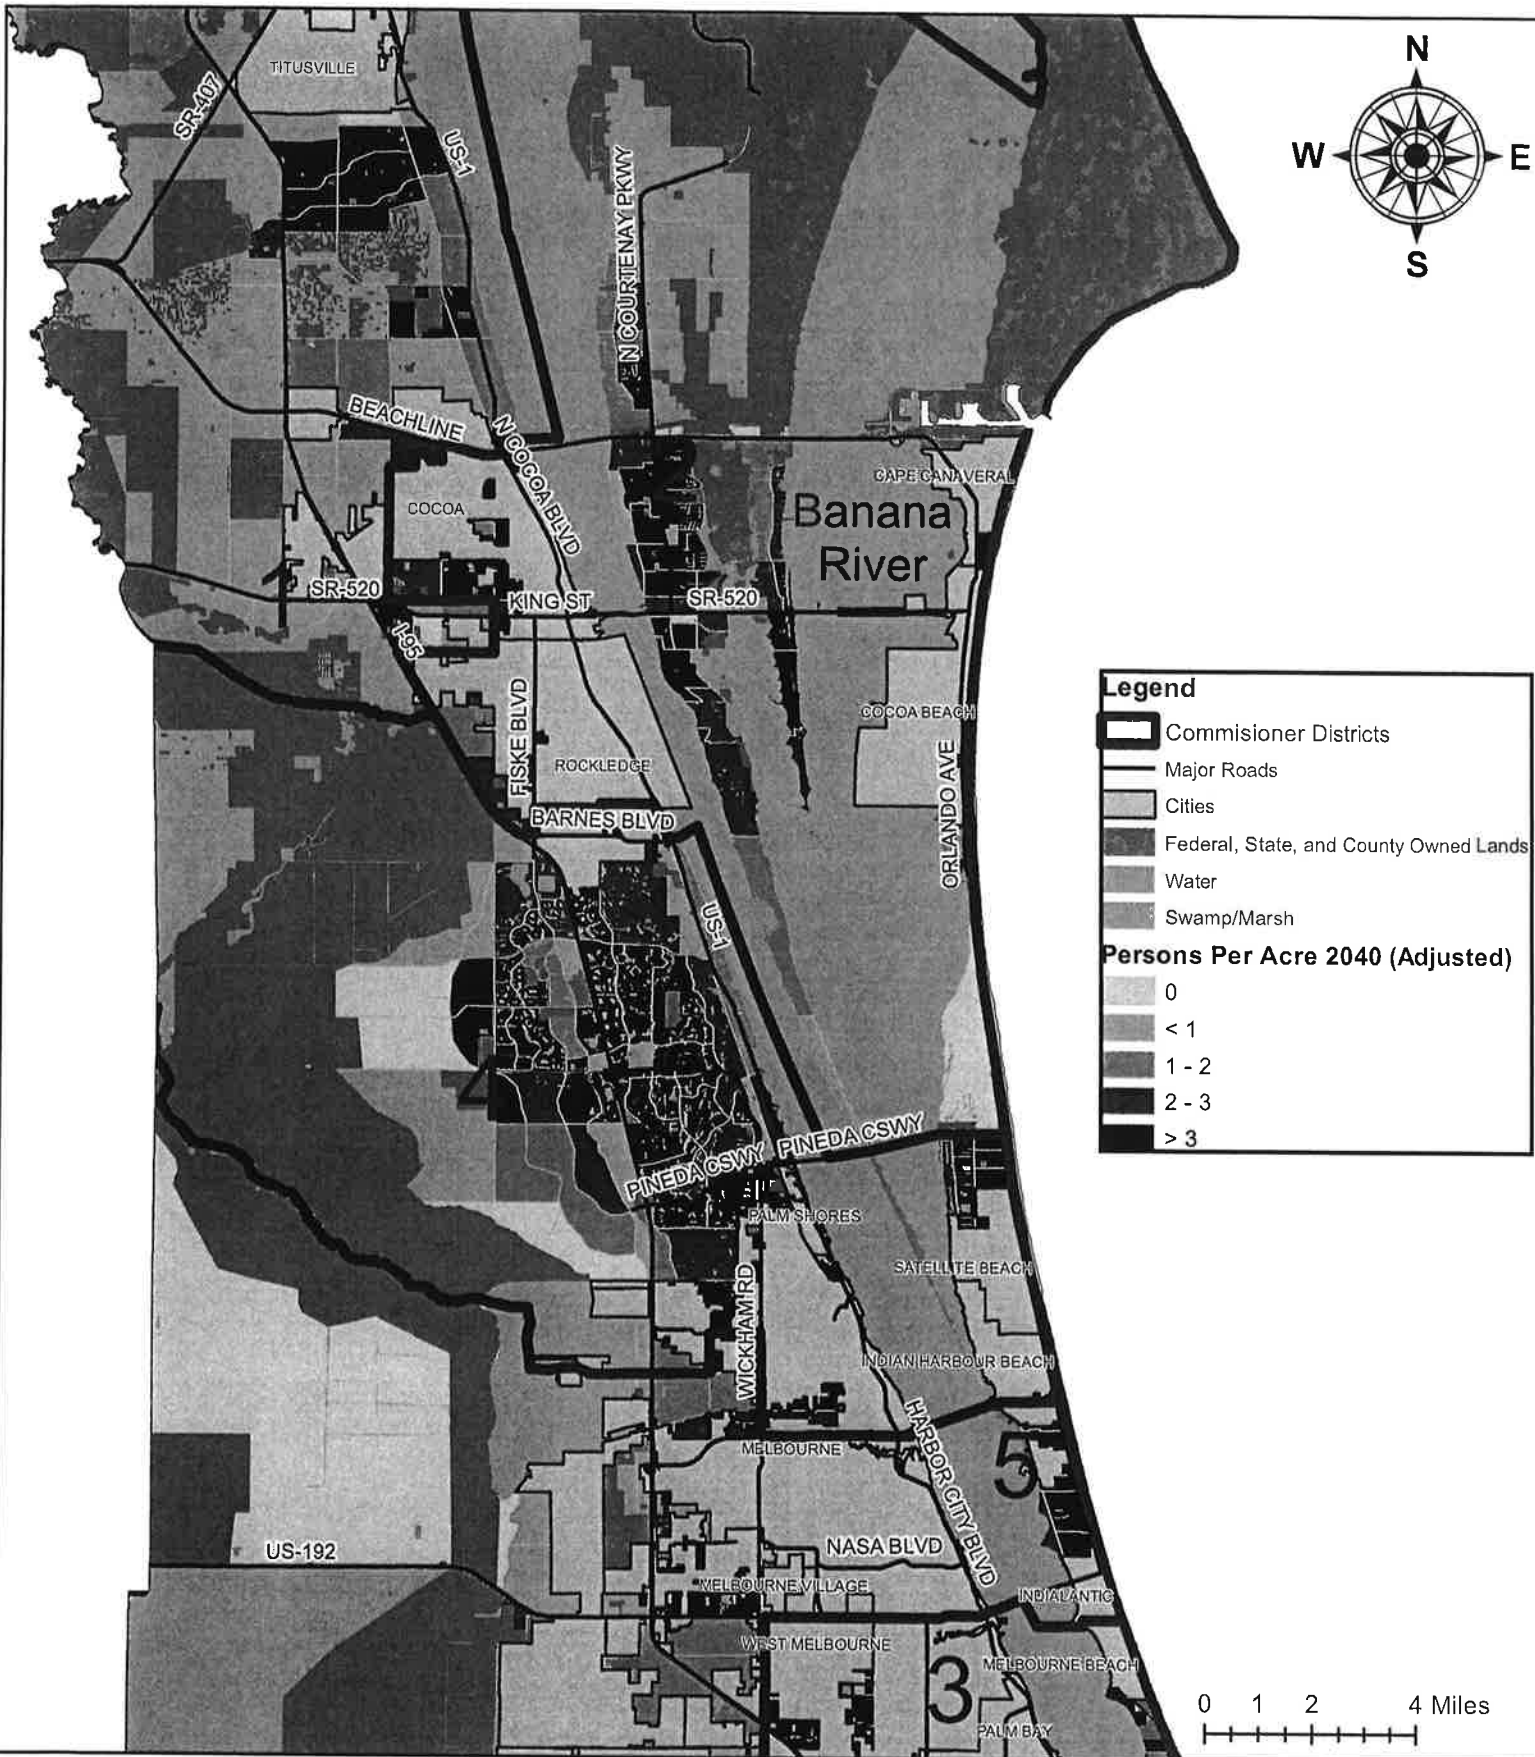 N
W E
S
TITUSVILLE
SR-407
US-1
N COURTENAY PKWY
BEACHLINE
N COCOA BLVD
2
CAPE CANAVERAL
COCOA
Banana
River
SR-520
KING ST
SR-520
I-95
FISKE BLVD
COCOA BEACH
ROCKLEDGE
ORLANDO AVE
BARNES BLVD
US-1
4
PINEDA CSWY
PINEDA CSWY
PALM SHORES
SATELLITE BEACH
WICKHAM RD
INDIAN HARBOUR BEACH
HARBOR CITY BLVD
MELBOURNE
5
NASA BLVD
US-192
MELBOURNE VILLAGE
INDIALANTIC
WEST MELBOURNE
3
MELBOURNE BEACH
PALM BAY
Legend
Commisioner Districts
Major Roads
Cities
Federal, State, and County Owned Lands
Water
Swamp/Marsh
Persons Per Acre 2040 (Adjusted)
0
< 1
1 - 2
2 - 3
> 3
0 1 2 4 Miles